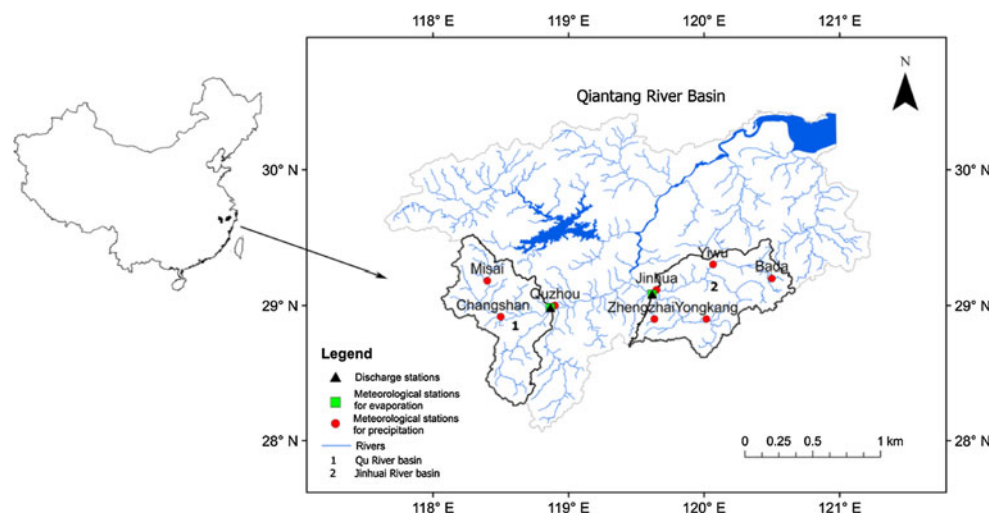 118° E 119° E 120° E 121° E
N
Qiantang River Basin
30° N 30° N
Yiwu
Misai Jinhua Bada
2
Quzhou
29° N Changshan Zhengzhai Yongkang 29° N
1
Legend
Discharge stations
Meteorological stations
for evaporation
Meteorological stations
for precipitation
Rivers
1 Qu River basin
2 Jinhuai River basin
28° N 28° N
0 0.25 0.5 1 km
118° E 119° E 120° E 121° E